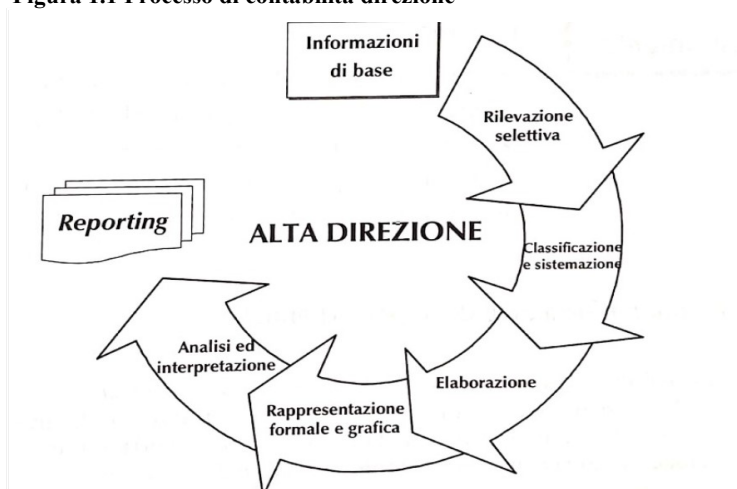 Figura 1.1 Processo di contabilità direzione
Informazioni
di base
Rilevazione
selettiva
Classificazione
e sistemazione
Elaborazione
Rappresentazione
formale e grafica
Analisi ed
interpretazione
Reporting
ALTA DIREZIONE